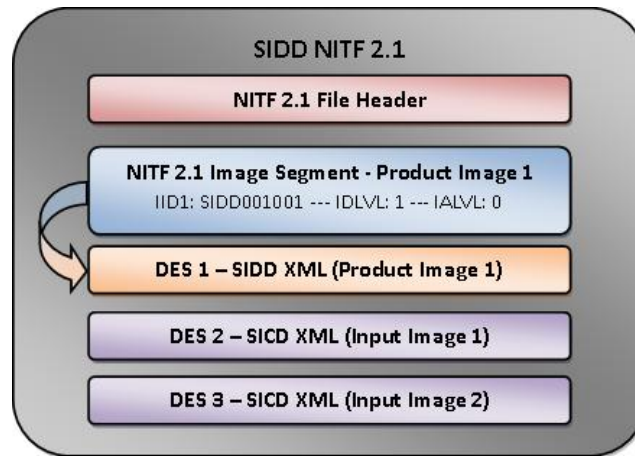 SIDD NITF 2.1
NITF 2.1 File Header
NITF 2.1 Image Segment - Product Image 1
IID1: SIDD001001 --- IDLVL: 1 --- IALVL: 0
DES 1 – SIDD XML (Product Image 1)
DES 2 – SICD XML (Input Image 1)
DES 3 – SICD XML (Input Image 2)